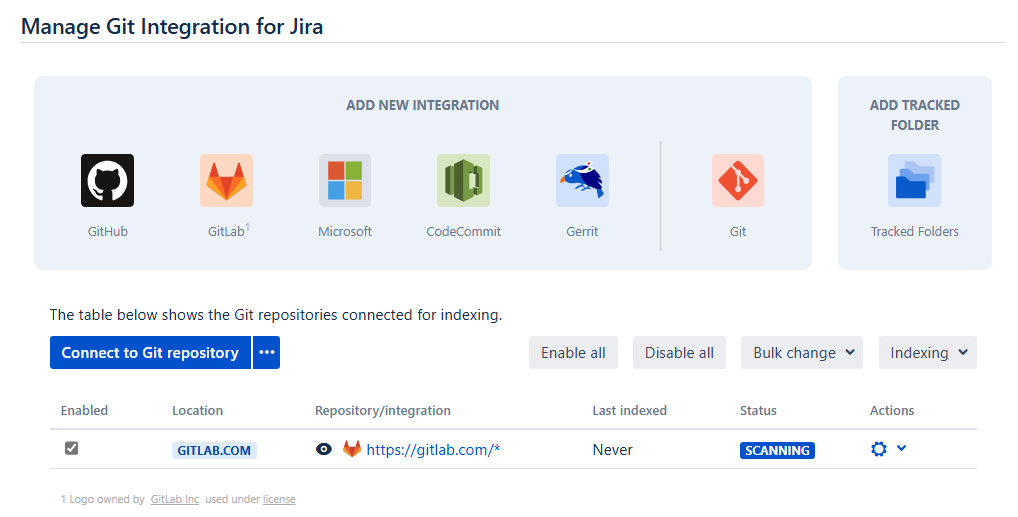 Manage Git Integration for Jira
ADD NEW INTEGRATION
ADD TRACKED
FOLDER
GitHub GitLab1 Microsoft CodeCommit Gerrit Git Tracked Folders
The table below shows the Git repositories connected for indexing.
Connect to Git repository ••• Enable all Disable all Bulk change Indexing
Enabled Location Repository/integration Last indexed Status Actions
GITLAB.COM https://gitlab.com/* Never SCANNING
1 Logo owned by GitLab Inc used under license